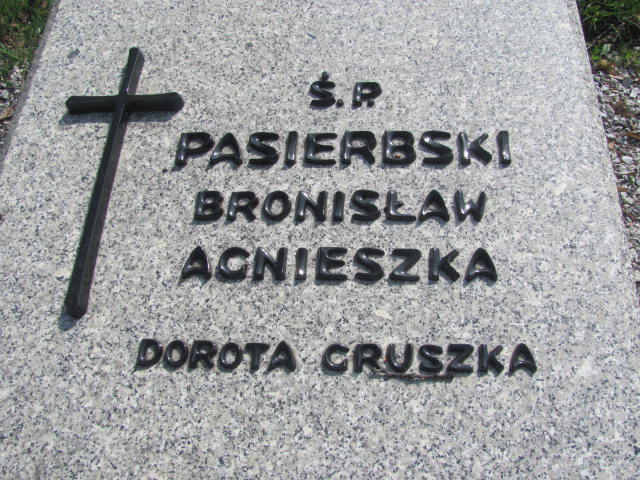 Ś.P.
PASIERBSKI
BRONISŁAW
AGNIESZKA
DOROTA GRUSZKA